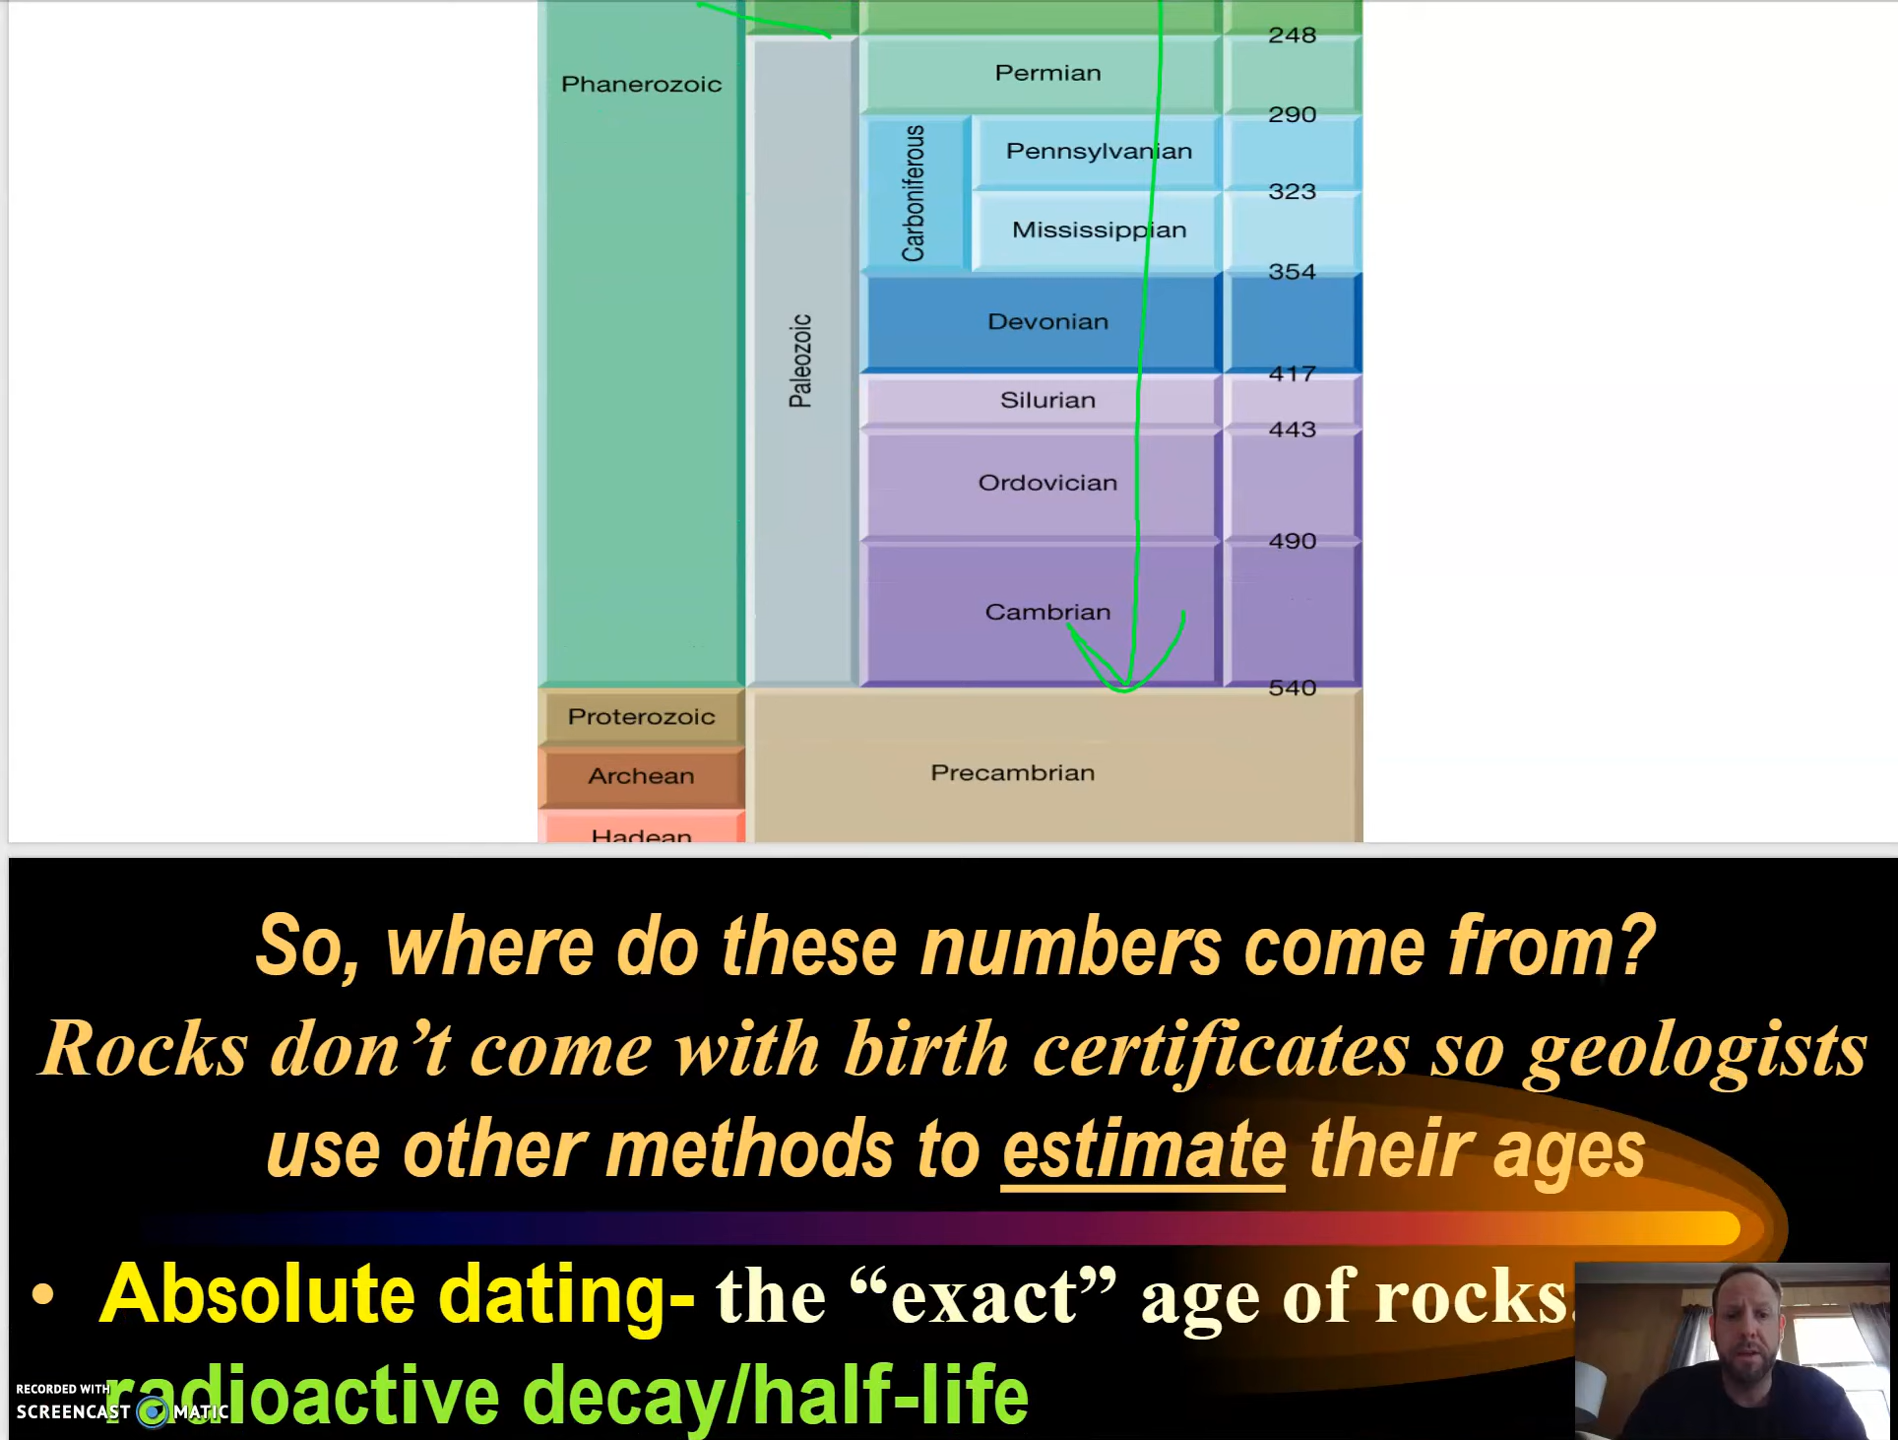 248
Phanerozoic
Permian
290
Carboniferous
Pennsylvanian
323
Mississippian
354
Paleozoic
Devonian
417
Silurian
443
Ordovician
490
Cambrian
540
Proterozoic
Archean
Precambrian
Hadean
So, where do these numbers come from?
Rocks don’t come with birth certificates so geologists
use other methods to estimate their ages
• Absolute dating- the “exact” age of rocks.
radioactive decay/half-life
RECORDED WITH
SCREENCAST MATIC